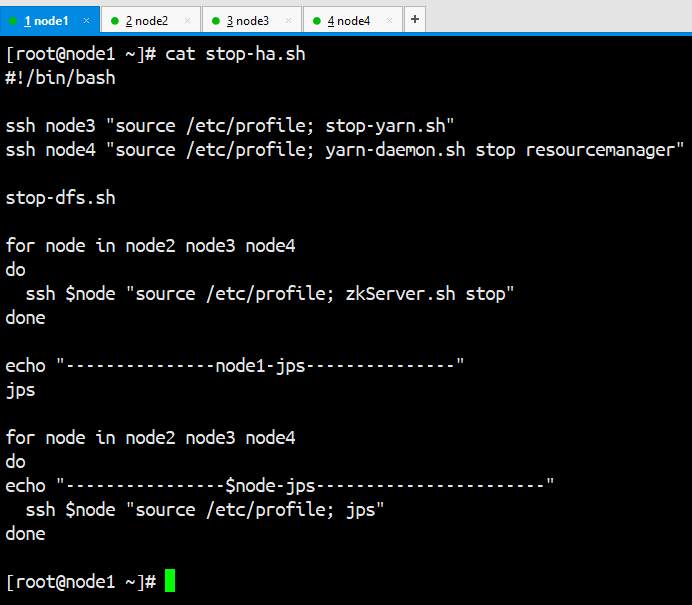 1 node1 × 2 node2 × 3 node3 × 4 node4 × +
[root@node1 ~]# cat stop-ha.sh
#!/bin/bash
ssh node3 "source /etc/profile; stop-yarn.sh"
ssh node4 "source /etc/profile; yarn-daemon.sh stop resourcemanager"
stop-dfs.sh
for node in node2 node3 node4
do
  ssh $node "source /etc/profile; zkServer.sh stop"
done
echo "---------------node1-jps---------------"
jps
for node in node2 node3 node4
do
echo "----------------$node-jps-----------------------"
  ssh $node "source /etc/profile; jps"
done
[root@node1 ~]#